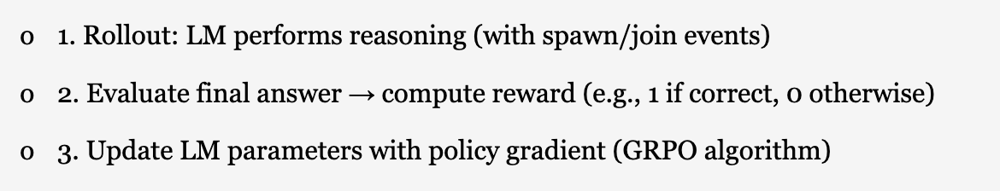 o 1. Rollout: LM performs reasoning (with spawn/join events)
o 2. Evaluate final answer → compute reward (e.g., 1 if correct, 0 otherwise)
o 3. Update LM parameters with policy gradient (GRPO algorithm)